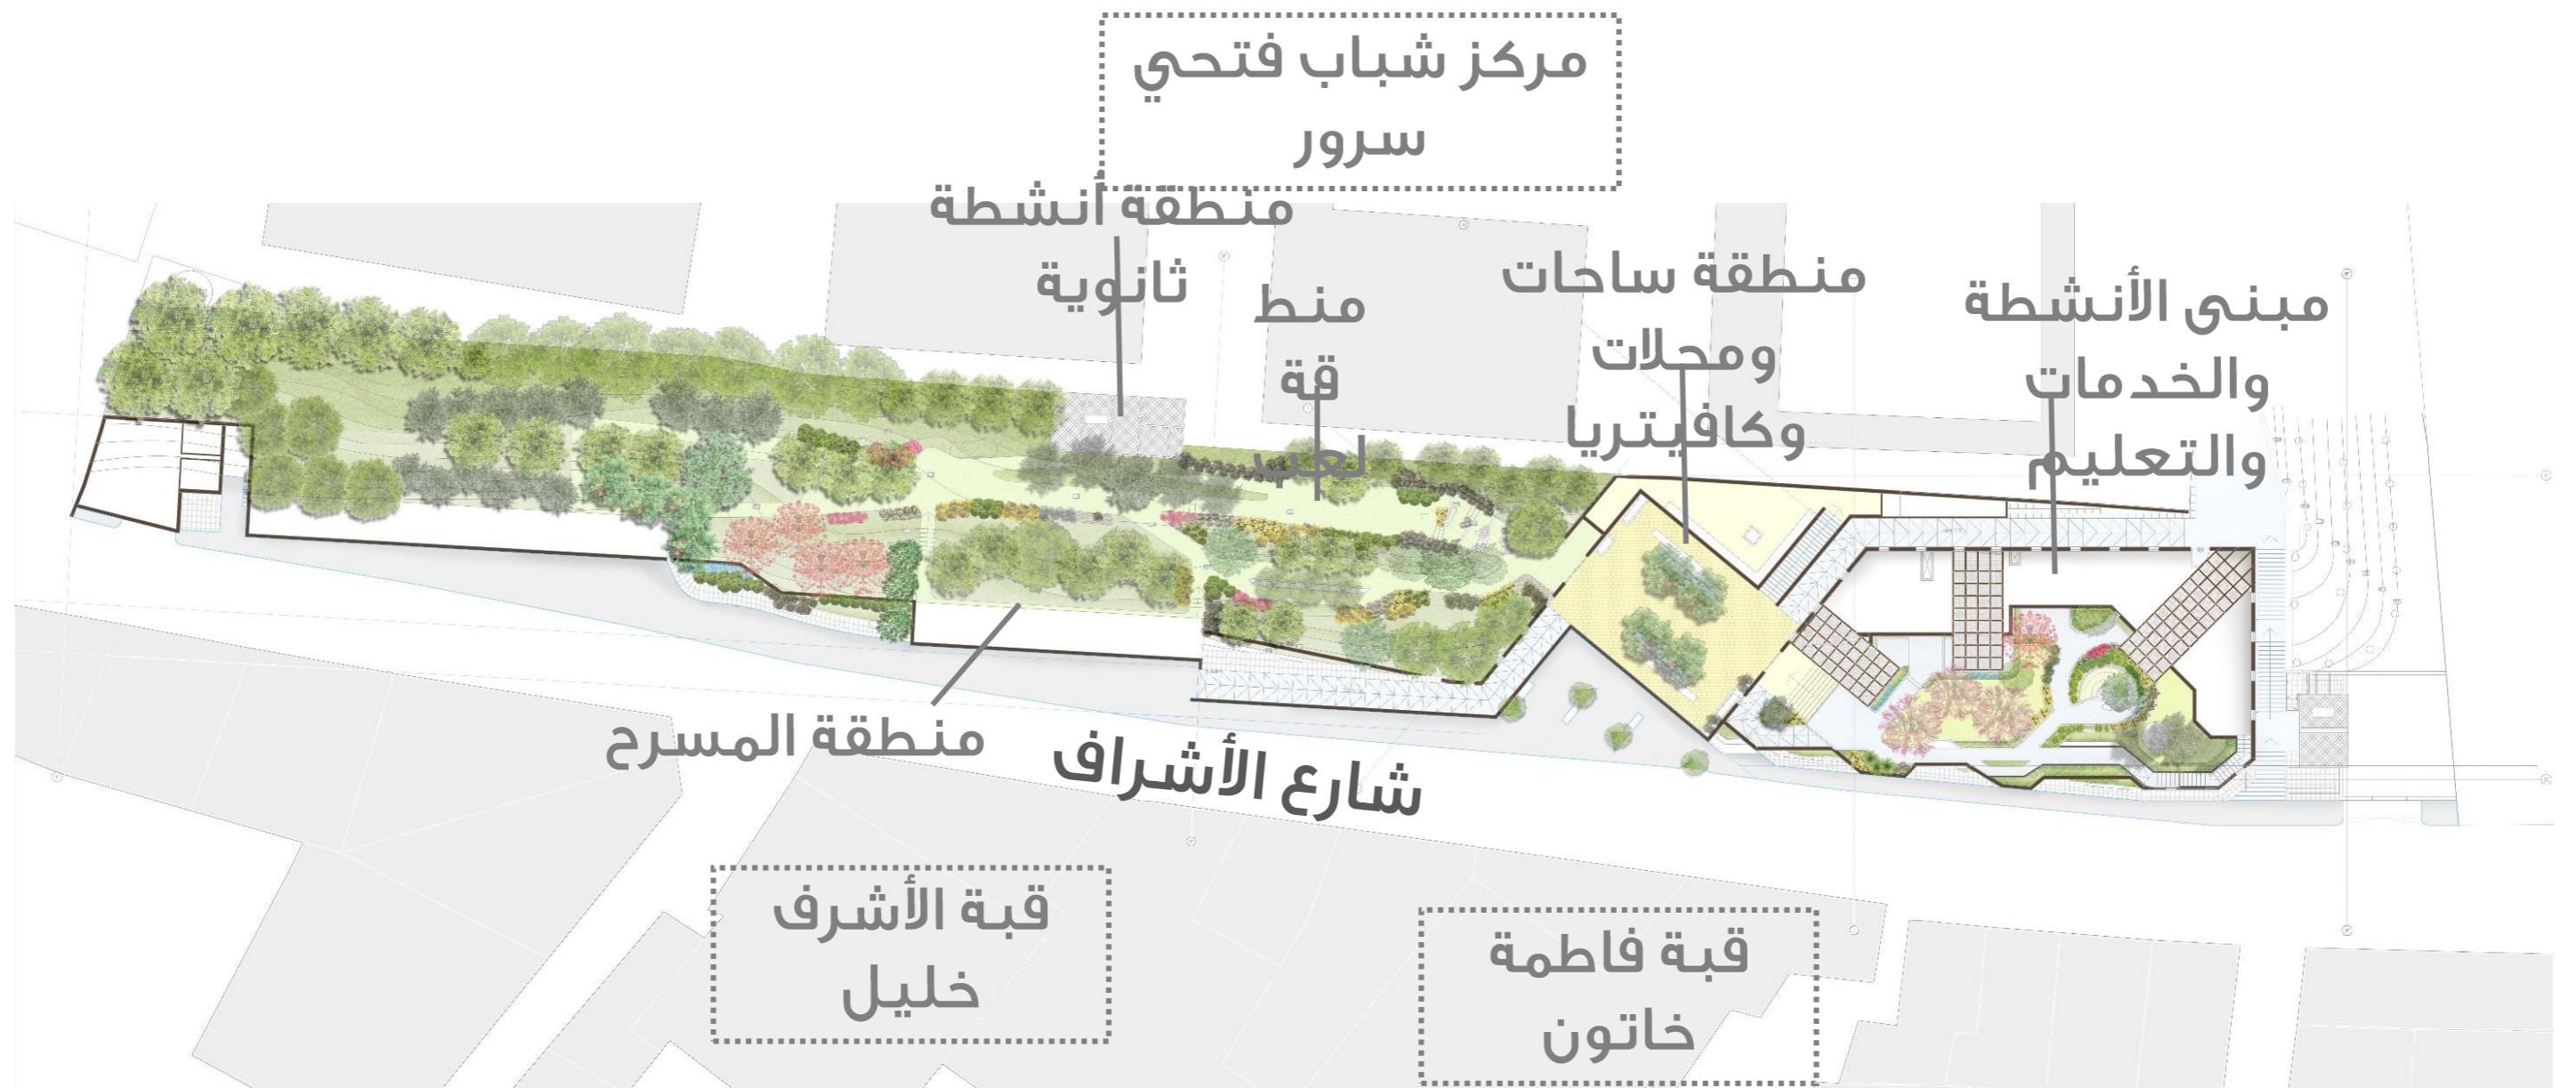 مركز شباب فتحي
سرور
منطقة أنشطة
ثانوية
منط
قة
لعب
منطقة ساحات
ومحلات
وكافيتريا
مبنى الأنشطة
والخدمات
والتعليم
منطقة المسرح
شارع الأشراف
قبة الأشرف
خليل
قبة فاطمة
خاتون